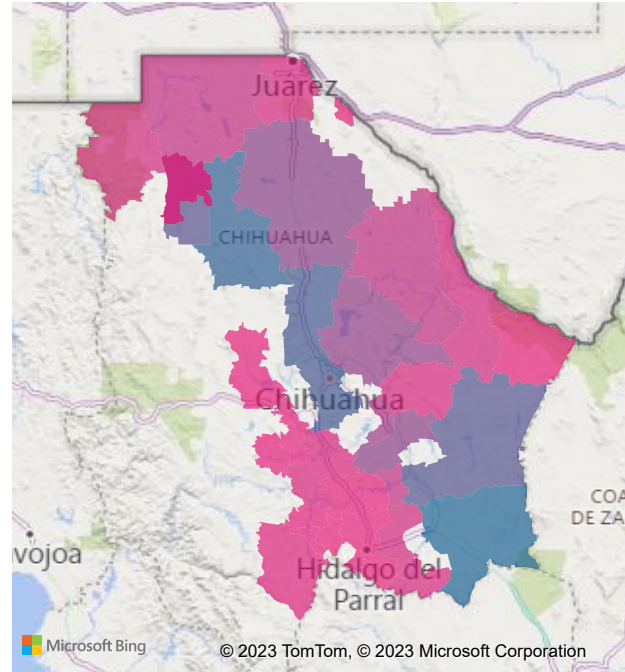 Juárez
CHIHUAHUA
Chihuahua
COA
DE ZA
vojoa
Hidalgo del
Parral
Microsoft Bing
© 2023 TomTom, © 2023 Microsoft Corporation